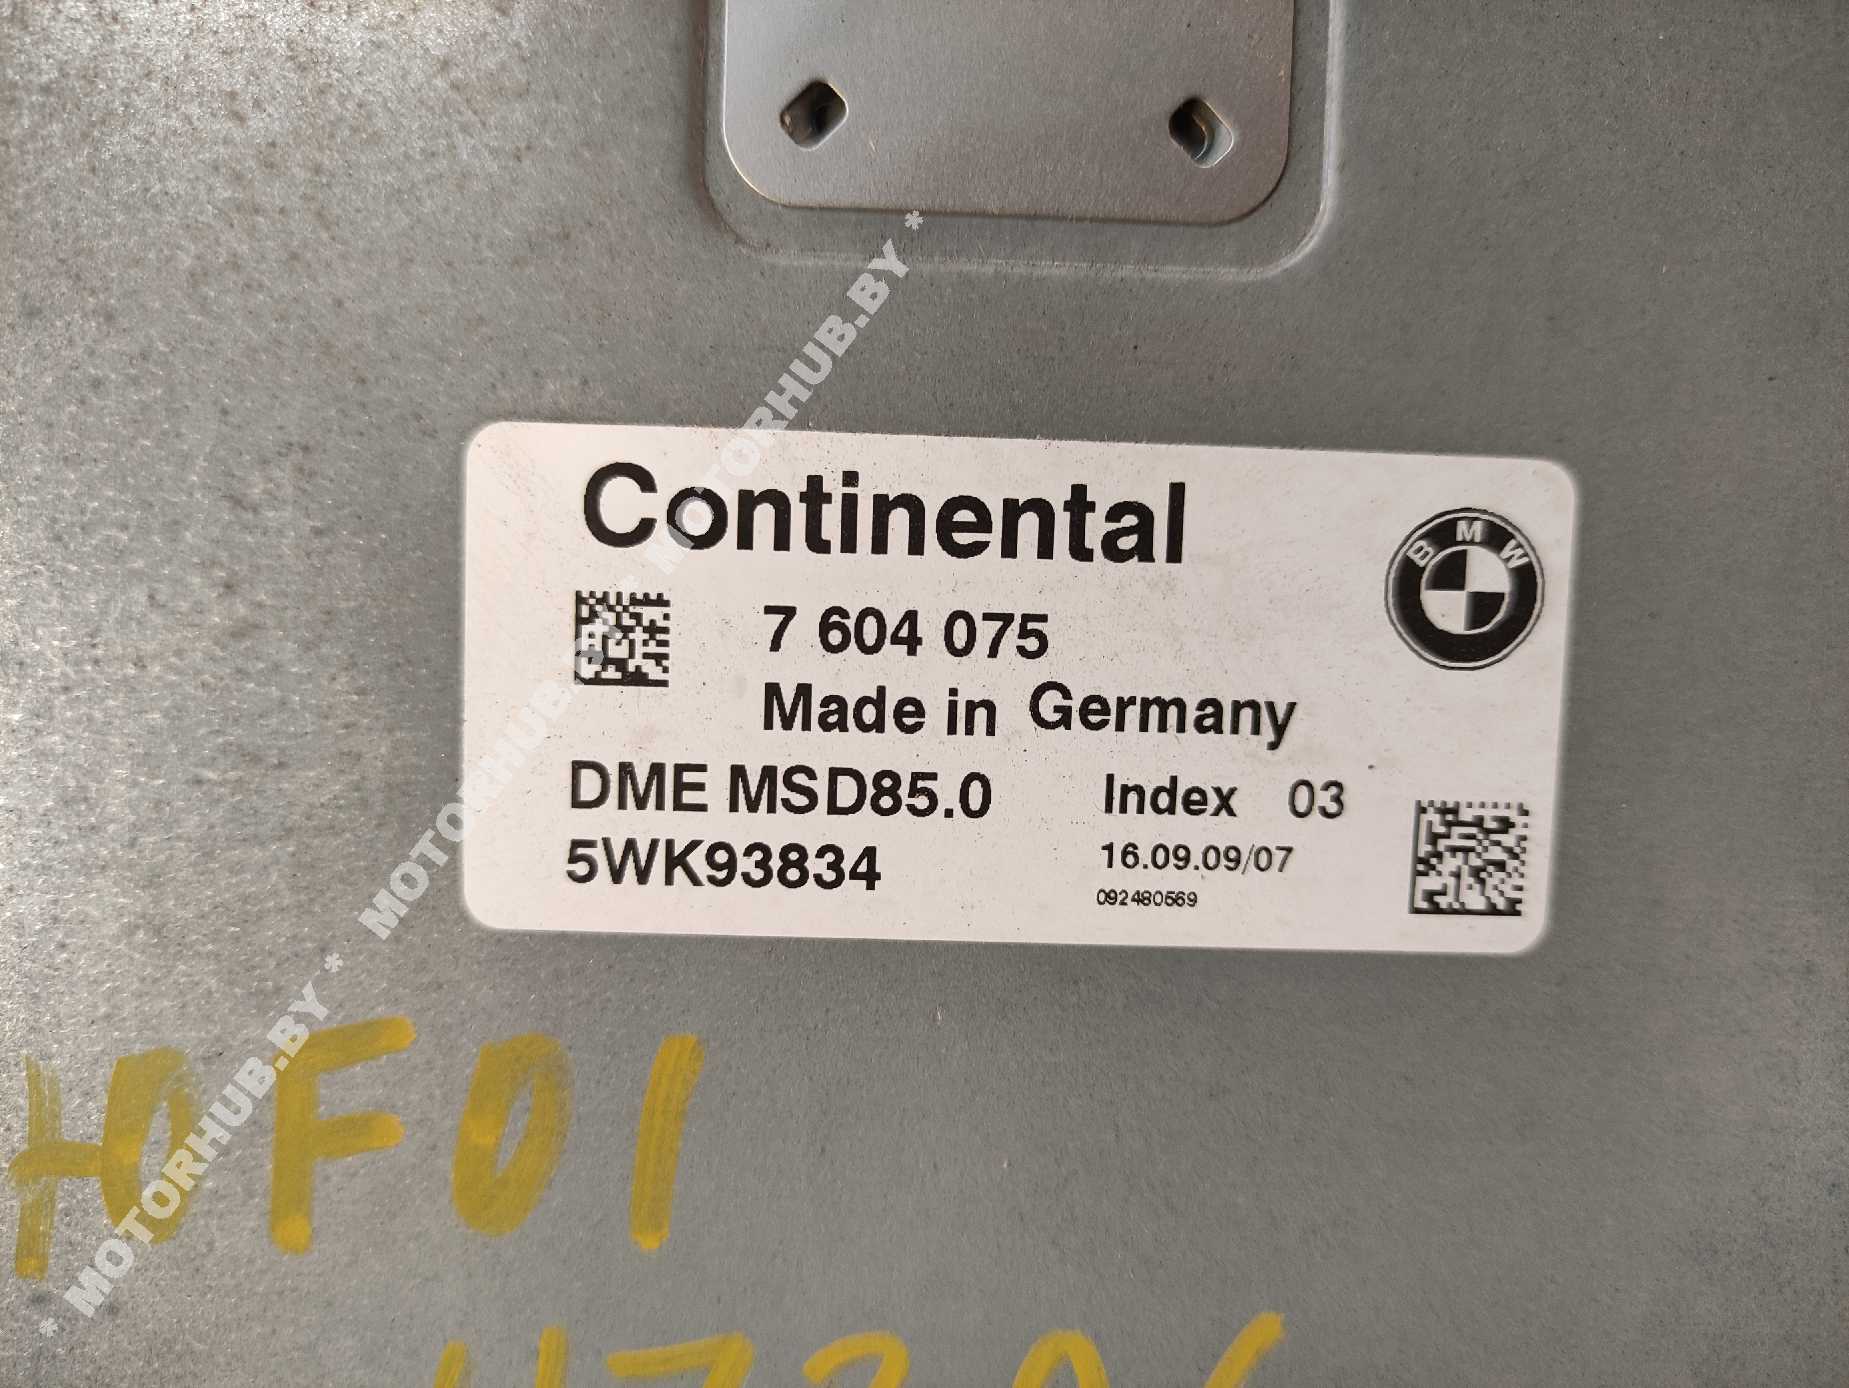 Continental
BMW
7 604 075
Made in Germany
DME MSD85.0 Index 03
5WK93834 16.09.09/07
092480569
ЮF01
* MOTORHUB.BY * MOTORHUB.BY * MOTORHUB.BY *